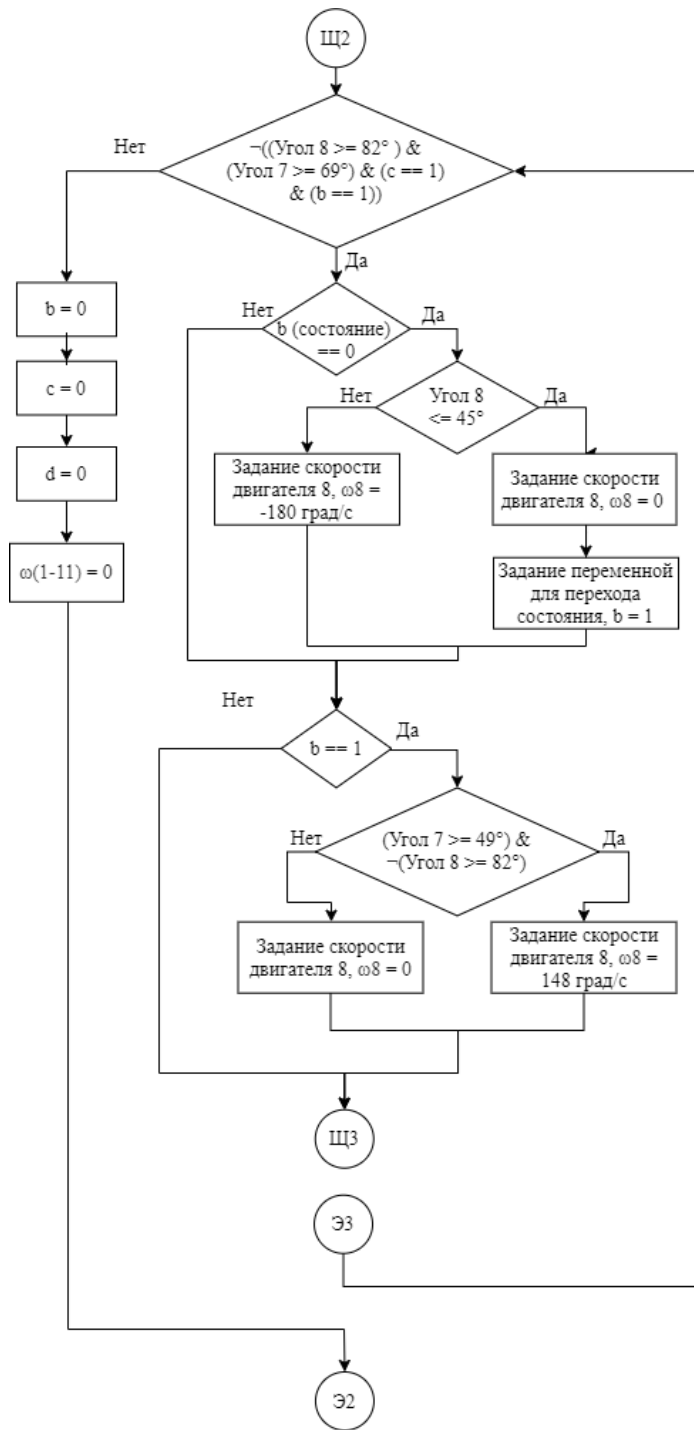 Щ2
Нет
¬((Угол 8 >= 82° ) &
(Угол 7 >= 69°) & (c == 1)
& (b == 1))
Да
b = 0
c = 0
d = 0
ω(1-11) = 0
Нет
b (состояние)
== 0
Да
Нет
Угол 8
<= 45°
Да
Задание скорости
двигателя 8, ω8 =
-180 град/с
Задание скорости
двигателя 8, ω8 = 0
Задание переменной
для перехода
состояния, b = 1
Нет
b == 1
Да
Нет
(Угол 7 >= 49°) &
¬(Угол 8 >= 82°)
Да
Задание скорости
двигателя 8, ω8 = 0
Задание скорости
двигателя 8, ω8 =
148 град/с
Щ3
Э3
Э2